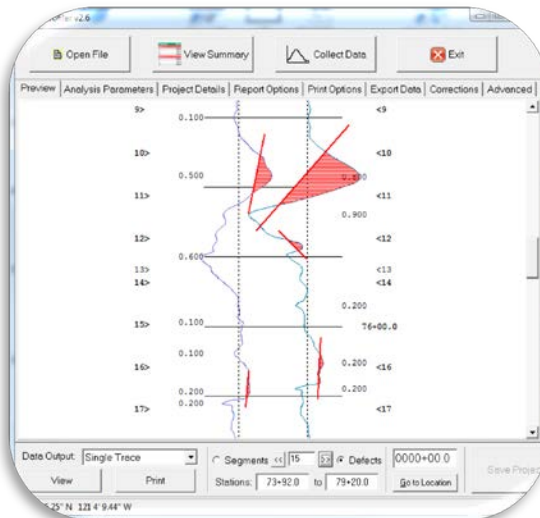 v2.6
Open File View Summary Collect Data Exit
Preview Analysis Parameters Project Details Report Options Print Options Export Data Corrections Advanced
9> 0.100 <9
10> <10
0.500
11> <11
0.900
12> <12
0.600
13> <13
14> <14
0.200
15> 0.100 76+00.0 <15
0.100
16> 0.200 <16
0.200 0.200
0.200
17> <17
Data Output: Single Trace Segments << 15 >> Defects 0000+00.0 Save Project
View Print Stations: 73+92.0 to 79+20.0 Go to Location
5.25" N 121 4' 9.44" W